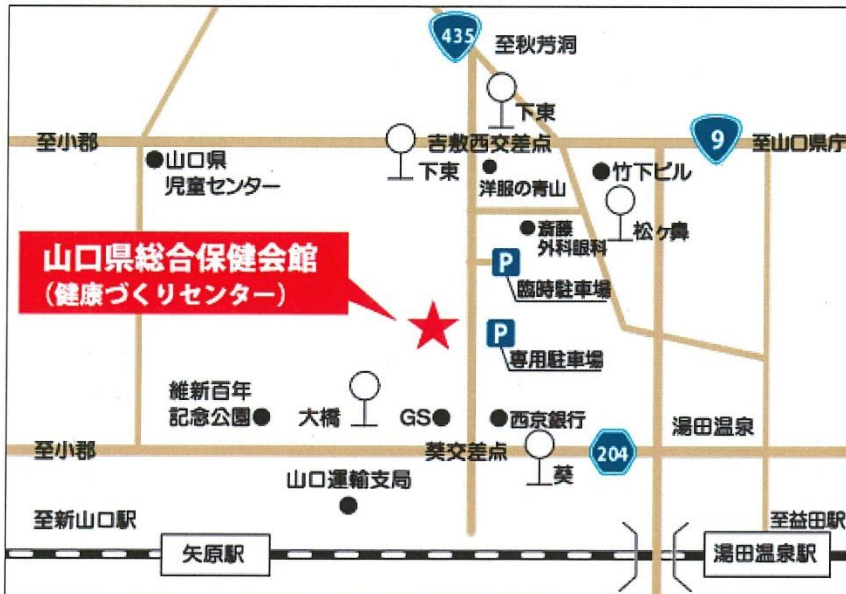 435
至秋芳洞
下東
至小郡
吉敷西交差点
9
至山口県庁
山口県
児童センター
下東
洋服の青山
竹下ビル
斎藤
外科眼科
松ヶ鼻
山口県総合保健会館
（健康づくりセンター）
P
臨時駐車場
P
専用駐車場
維新百年
記念公園
大橋
GS
西京銀行
湯田温泉
至小郡
葵交差点
204
葵
山口運輸支局
至新山口駅
至益田駅
矢原駅
湯田温泉駅